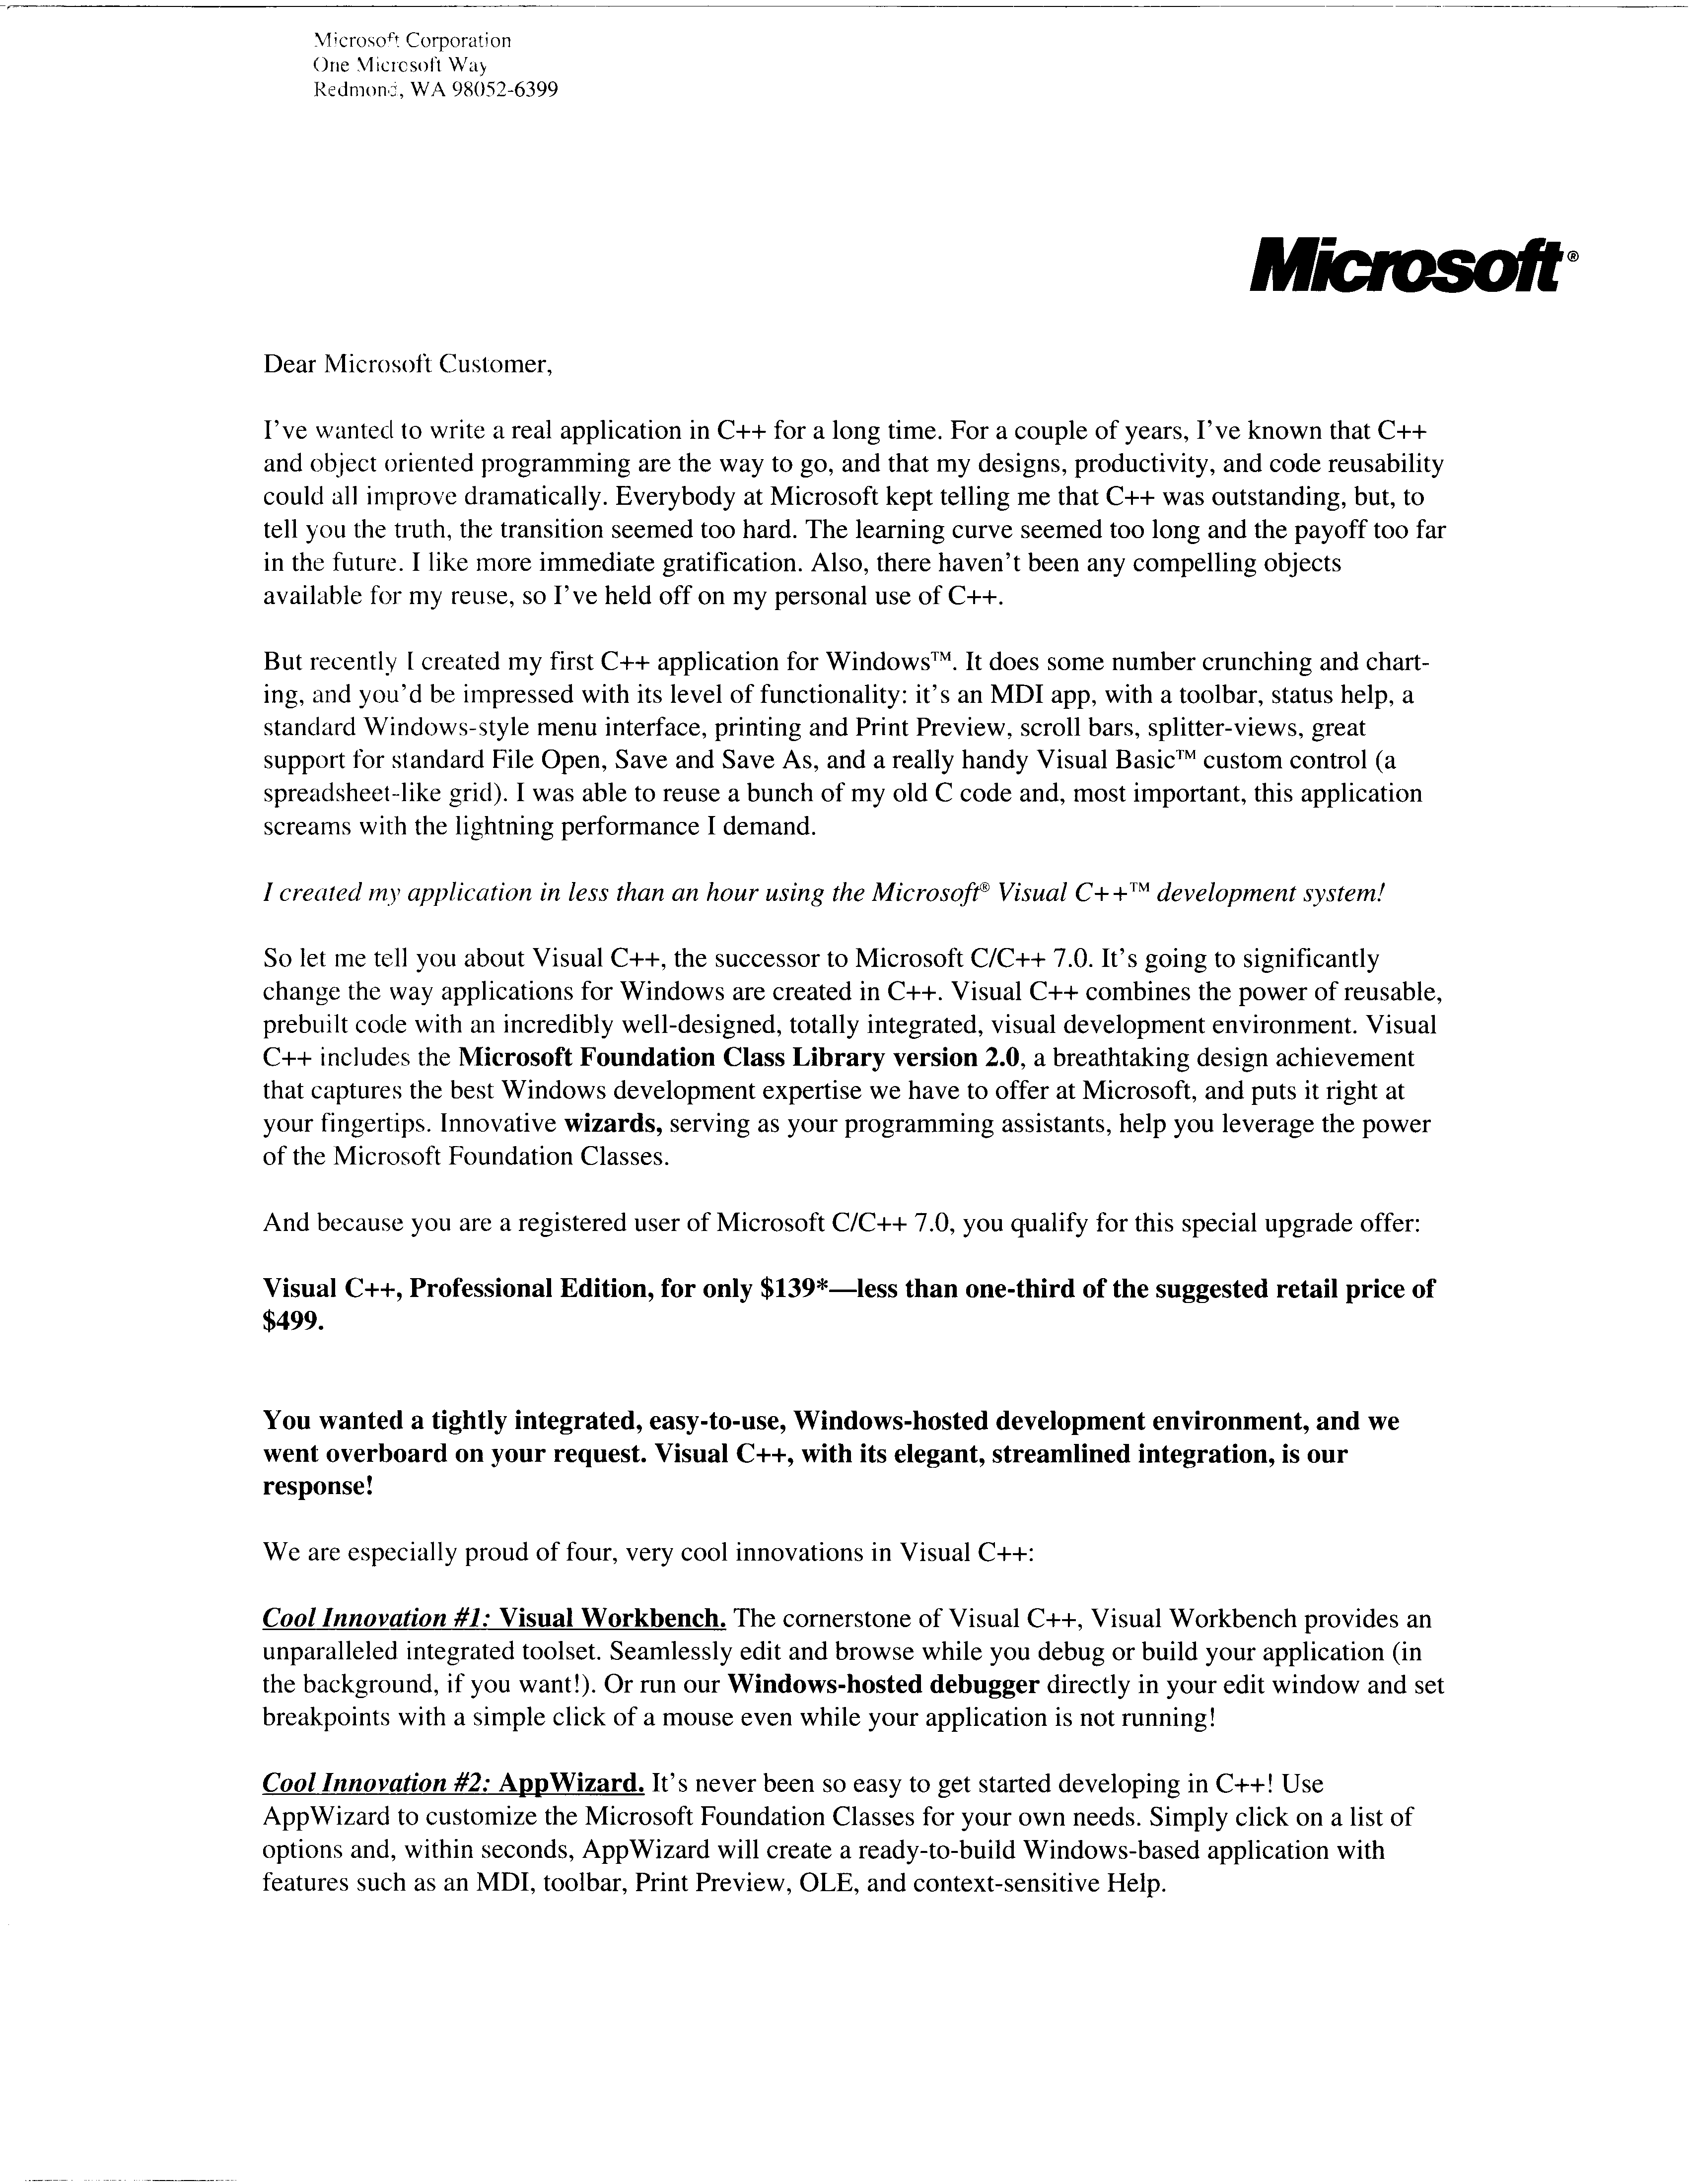 Microsoft Corporation
One Microsoft Way
Redmond, WA 98052-6399
Microsoft®
Dear Microsoft Customer,
I've wanted to write a real application in C++ for a long time. For a couple of years, I've known that C++
and object oriented programming are the way to go, and that my designs, productivity, and code reusability
could all improve dramatically. Everybody at Microsoft kept telling me that C++ was outstanding, but, to
tell you the truth, the transition seemed too hard. The learning curve seemed too long and the payoff too far
in the future. I like more immediate gratification. Also, there haven't been any compelling objects
available for my reuse, so I've held off on my personal use of C++.
But recently I created my first C++ application for Windows™. It does some number crunching and chart-
ing, and you'd be impressed with its level of functionality: it's an MDI app, with a toolbar, status help, a
standard Windows-style menu interface, printing and Print Preview, scroll bars, splitter-views, great
support for standard File Open, Save and Save As, and a really handy Visual Basic™ custom control (a
spreadsheet-like grid). I was able to reuse a bunch of my old C code and, most important, this application
screams with the lightning performance I demand.
I created my application in less than an hour using the Microsoft® Visual C++™ development system!
So let me tell you about Visual C++, the successor to Microsoft C/C++ 7.0. It's going to significantly
change the way applications for Windows are created in C++. Visual C++ combines the power of reusable,
prebuilt code with an incredibly well-designed, totally integrated, visual development environment. Visual
C++ includes the Microsoft Foundation Class Library version 2.0, a breathtaking design achievement
that captures the best Windows development expertise we have to offer at Microsoft, and puts it right at
your fingertips. Innovative wizards, serving as your programming assistants, help you leverage the power
of the Microsoft Foundation Classes.
And because you are a registered user of Microsoft C/C++ 7.0, you qualify for this special upgrade offer:
Visual C++, Professional Edition, for only $139*—less than one-third of the suggested retail price of
$499.
You wanted a tightly integrated, easy-to-use, Windows-hosted development environment, and we
went overboard on your request. Visual C++, with its elegant, streamlined integration, is our
response!
We are especially proud of four, very cool innovations in Visual C++:
Cool Innovation #1: Visual Workbench. The cornerstone of Visual C++, Visual Workbench provides an
unparalleled integrated toolset. Seamlessly edit and browse while you debug or build your application (in
the background, if you want!). Or run our Windows-hosted debugger directly in your edit window and set
breakpoints with a simple click of a mouse even while your application is not running!
Cool Innovation #2: AppWizard. It's never been so easy to get started developing in C++! Use
AppWizard to customize the Microsoft Foundation Classes for your own needs. Simply click on a list of
options and, within seconds, AppWizard will create a ready-to-build Windows-based application with
features such as an MDI, toolbar, Print Preview, OLE, and context-sensitive Help.